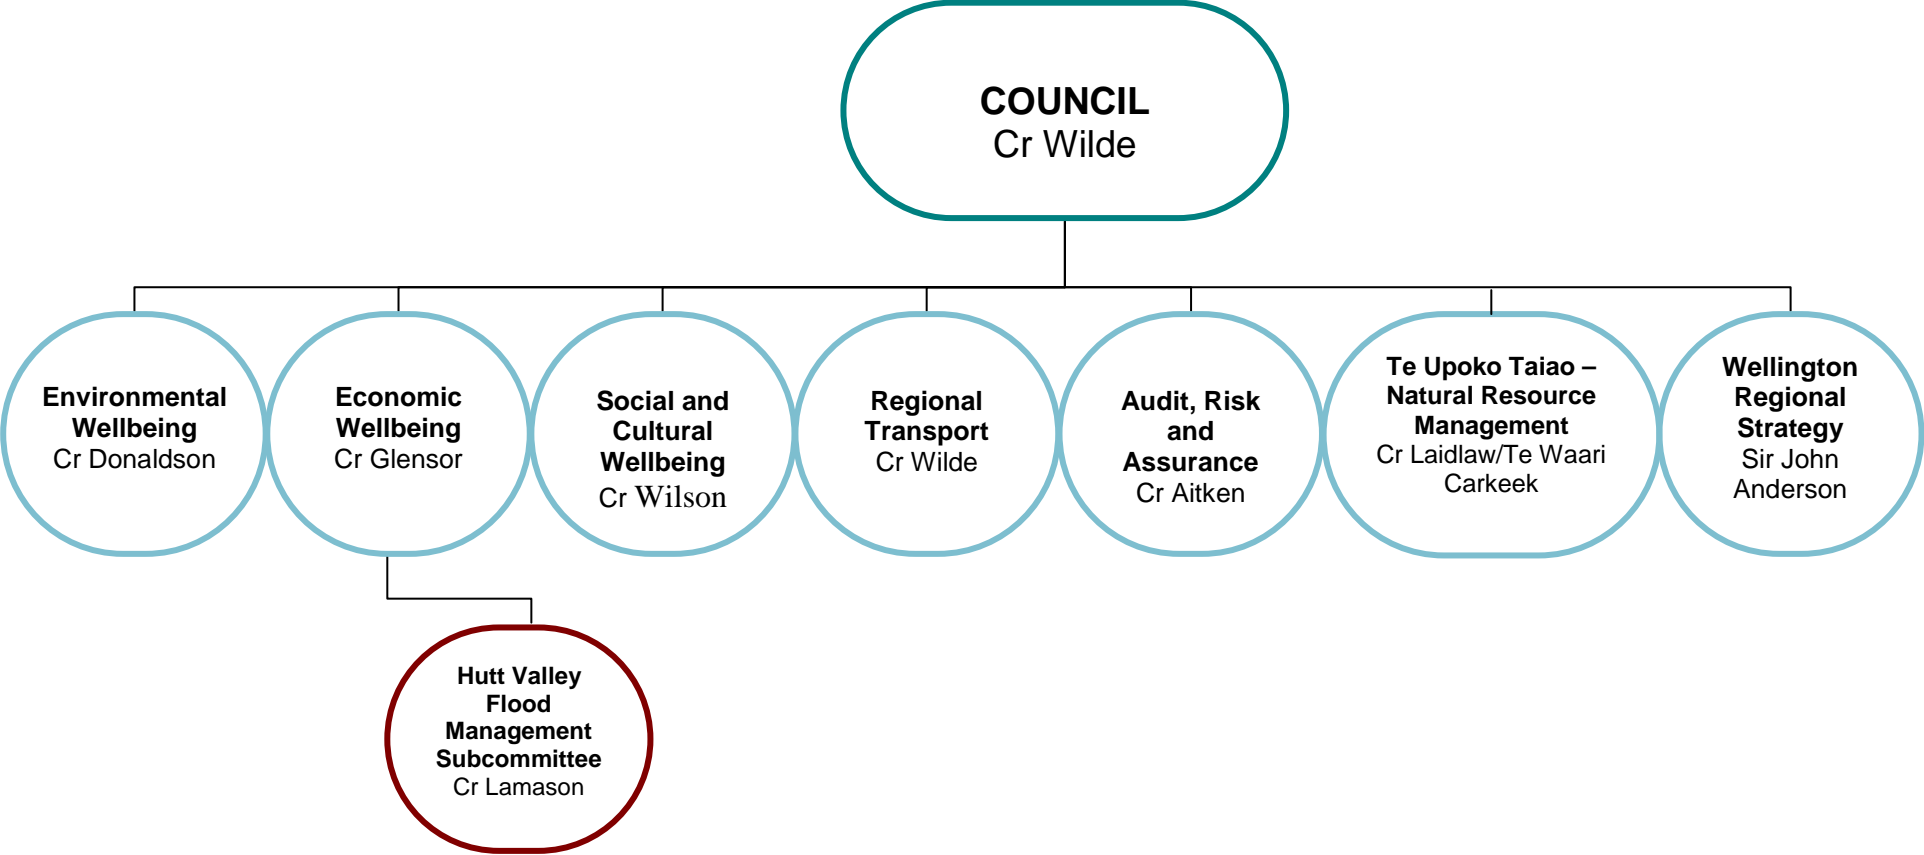 COUNCIL
Cr Wilde
Environmental
Wellbeing
Cr Donaldson
Economic
Wellbeing
Cr Glensor
Social and
Cultural
Wellbeing
Cr Wilson
Regional
Transport
Cr Wilde
Audit, Risk
and
Assurance
Cr Aitken
Te Upoko Taiao –
Natural Resource
Management
Cr Laidlaw/Te Waari
Carkeek
Wellington
Regional
Strategy
Sir John
Anderson
Hutt Valley
Flood
Management
Subcommittee
Cr Lamason